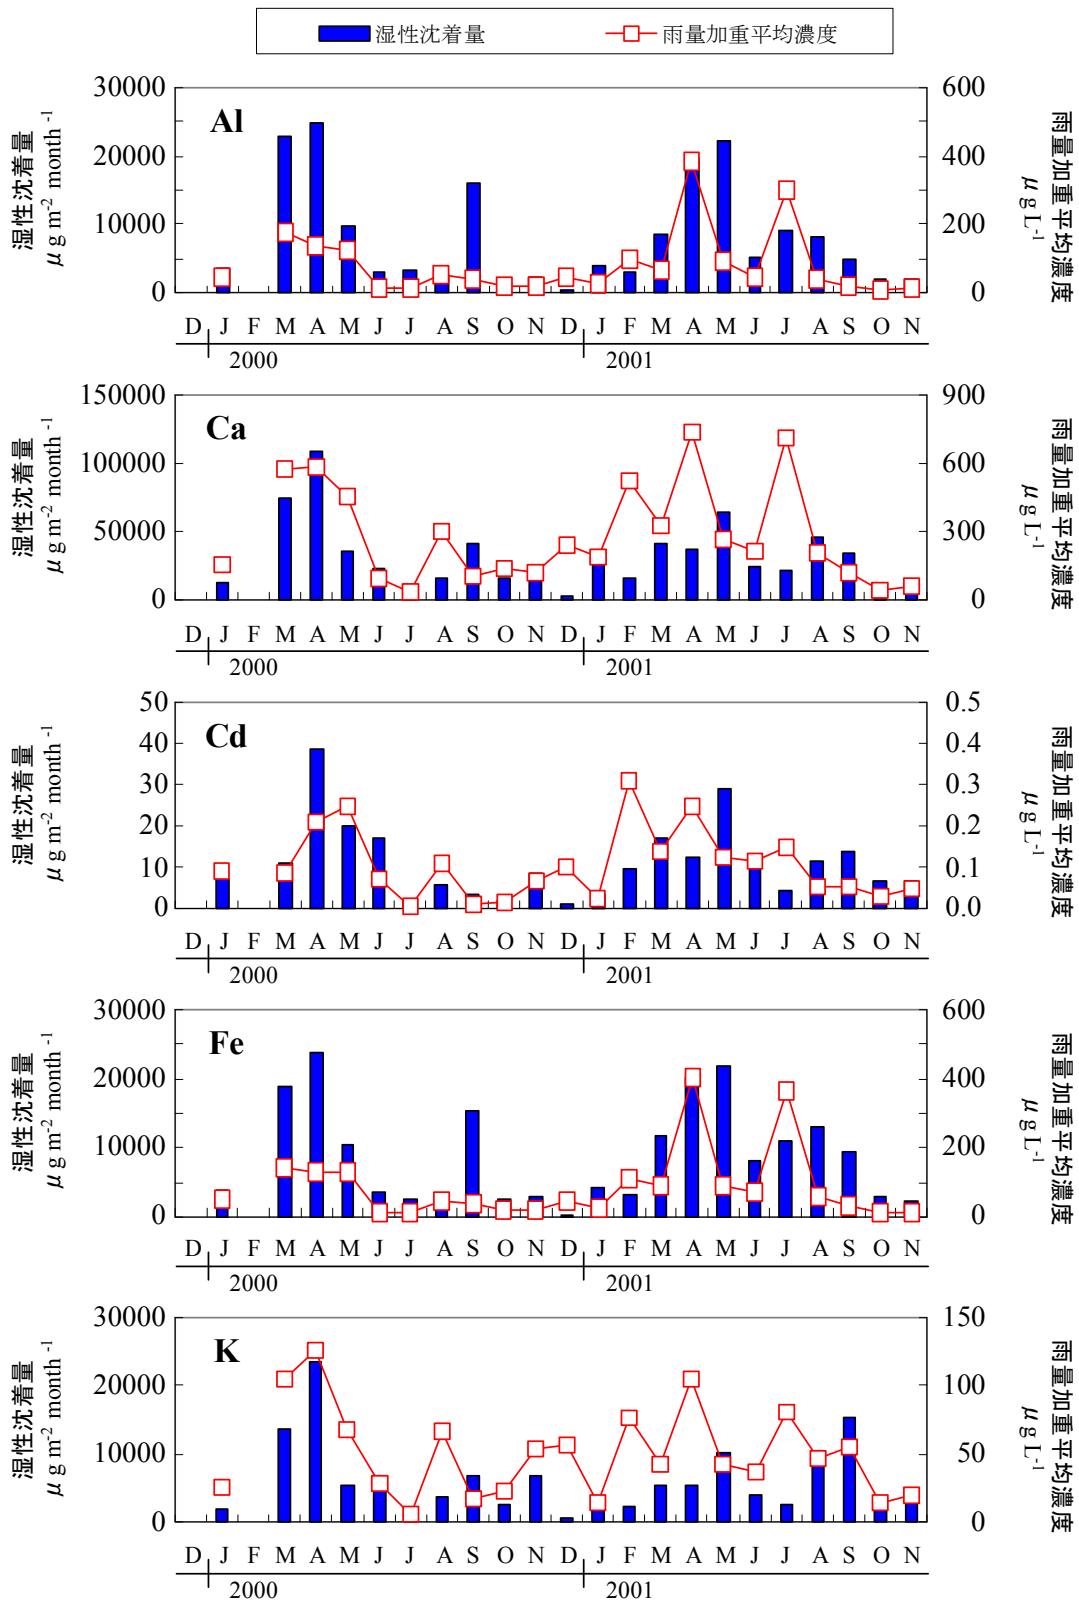 湿性沈着量 雨量加重平均濃度
Al
湿性沈着量
μg m⁻² month⁻¹
30000
20000
10000
0
600
400
200
0
雨量加重平均濃度
μg L⁻¹
D J F M A M J J A S O N D J F M A M J J A S O N
2000 2001
Ca
湿性沈着量
μg m⁻² month⁻¹
150000
100000
50000
0
900
600
300
0
雨量加重平均濃度
μg L⁻¹
D J F M A M J J A S O N D J F M A M J J A S O N
2000 2001
Cd
湿性沈着量
μg m⁻² month⁻¹
50
40
30
20
10
0
0.5
0.4
0.3
0.2
0.1
0.0
雨量加重平均濃度
μg L⁻¹
D J F M A M J J A S O N D J F M A M J J A S O N
2000 2001
Fe
湿性沈着量
μg m⁻² month⁻¹
30000
20000
10000
0
600
400
200
0
雨量加重平均濃度
μg L⁻¹
D J F M A M J J A S O N D J F M A M J J A S O N
2000 2001
K
湿性沈着量
μg m⁻² month⁻¹
30000
20000
10000
0
150
100
50
0
雨量加重平均濃度
μg L⁻¹
D J F M A M J J A S O N D J F M A M J J A S O N
2000 2001